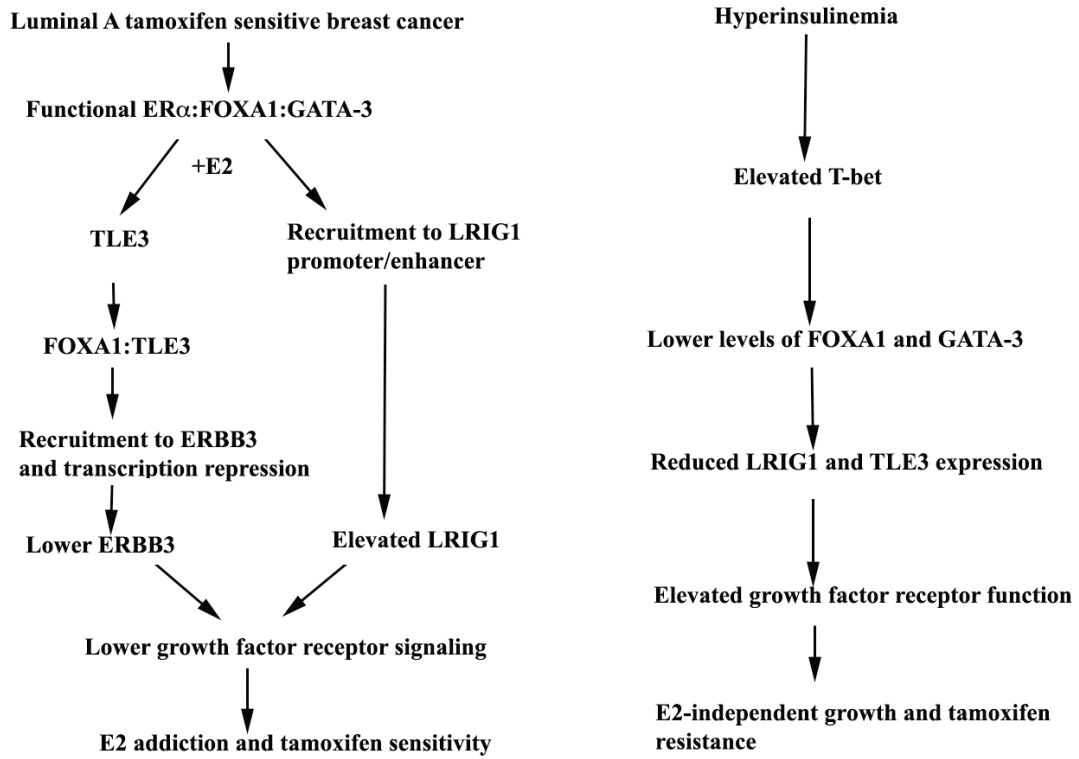 Luminal A tamoxifen sensitive breast cancer
Functional ERα:FOXA1:GATA-3
+E2
TLE3
Recruitment to LRIG1
promoter/enhancer
FOXA1:TLE3
Recruitment to ERBB3
and transcription repression
Lower ERBB3
Elevated LRIG1
Lower growth factor receptor signaling
E2 addiction and tamoxifen sensitivity
Hyperinsulinemia
Elevated T-bet
Lower levels of FOXA1 and GATA-3
Reduced LRIG1 and TLE3 expression
Elevated growth factor receptor function
E2-independent growth and tamoxifen
resistance